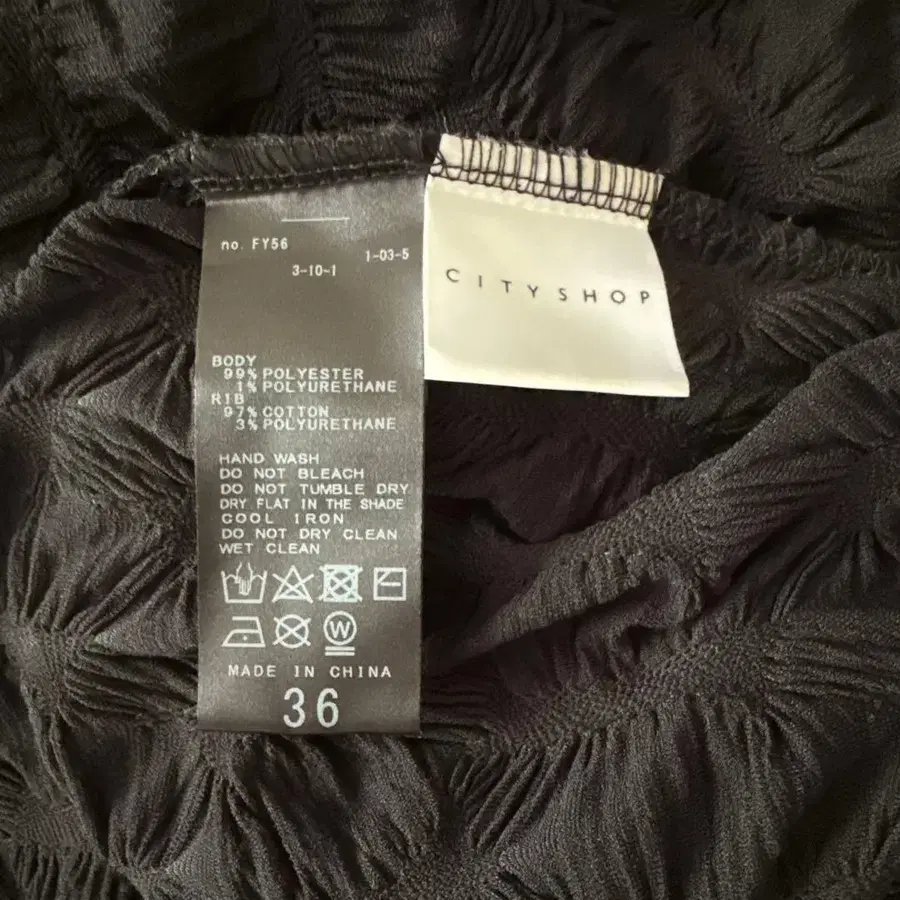 no. FY56
1-03-5
3-10-1
CITYSHOP
BODY
99% POLYESTER
1% POLYURETHANE
RIB
97% COTTON
3% POLYURETHANE
HAND WASH
DO NOT BLEACH
DO NOT TUMBLE DRY
DRY FLAT IN THE SHADE
COOL IRON
DO NOT DRY CLEAN
WET CLEAN
W
MADE IN CHINA
36